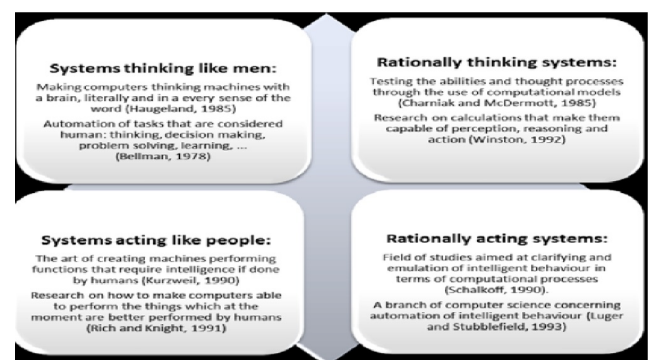 Systems thinking like men:
Making computers thinking machines with
a brain, literally and in a every sense of the
word (Haugeland, 1985)
Automation of tasks that are considered
human: thinking, decision making,
problem solving, learning, ...
(Bellman, 1978)
Rationally thinking systems:
Testing the abilities and thought processes
through the use of computational models
(Charniak and McDermott, 1985)
Research on calculations that make them
capable of perception, reasoning and
action (Winston, 1992)
Systems acting like people:
The art of creating machines performing
functions that require intelligence if done
by humans (Kurzweil, 1990)
Research on how to make computers able
to perform the things which at the
moment are better performed by humans
(Rich and Knight, 1991)
Rationally acting systems:
Field of studies aimed at clarifying and
emulation of intelligent behaviour in
terms of computational processes
(Schalkoff, 1990).
A branch of computer science concerning
automation of intelligent behaviour (Luger
and Stubblefield, 1993)